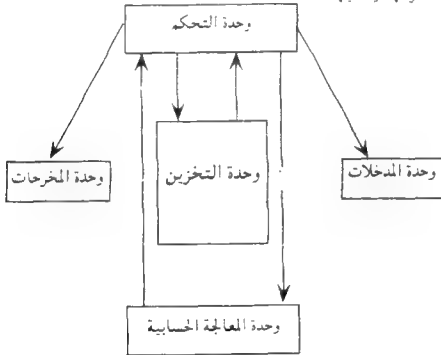 وحدة التحكم
وحدة التخزين
وحدة المدخلات
وحدة المخرجات
وحدة المعالجة الحسابية